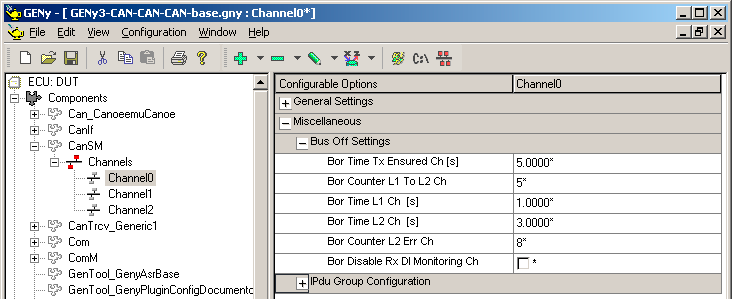 GENy - [ GENy3-CAN-CAN-CAN-base.gny : Channel0*]
File Edit View Configuration Window Help
C:\
ECU: DUT
Components
Can_CanoeemuCanoe
CanIf
CanSM
Channels
Channel0
Channel1
Channel2
CanTrcv_Generic1
Com
ComM
GenTool_GenyAsrBase
GenTool_GenyPluginConfigDocumento
Configurable Options Channel0
General Settings
Miscellaneous
Bus Off Settings
Bor Time Tx Ensured Ch [s] 5.0000*
Bor Counter L1 To L2 Ch 5*
Bor Time L1 Ch [s] 1.0000*
Bor Time L2 Ch [s] 3.0000*
Bor Counter L2 Err Ch 8*
Bor Disable Rx Dl Monitoring Ch *
IPdu Group Configuration